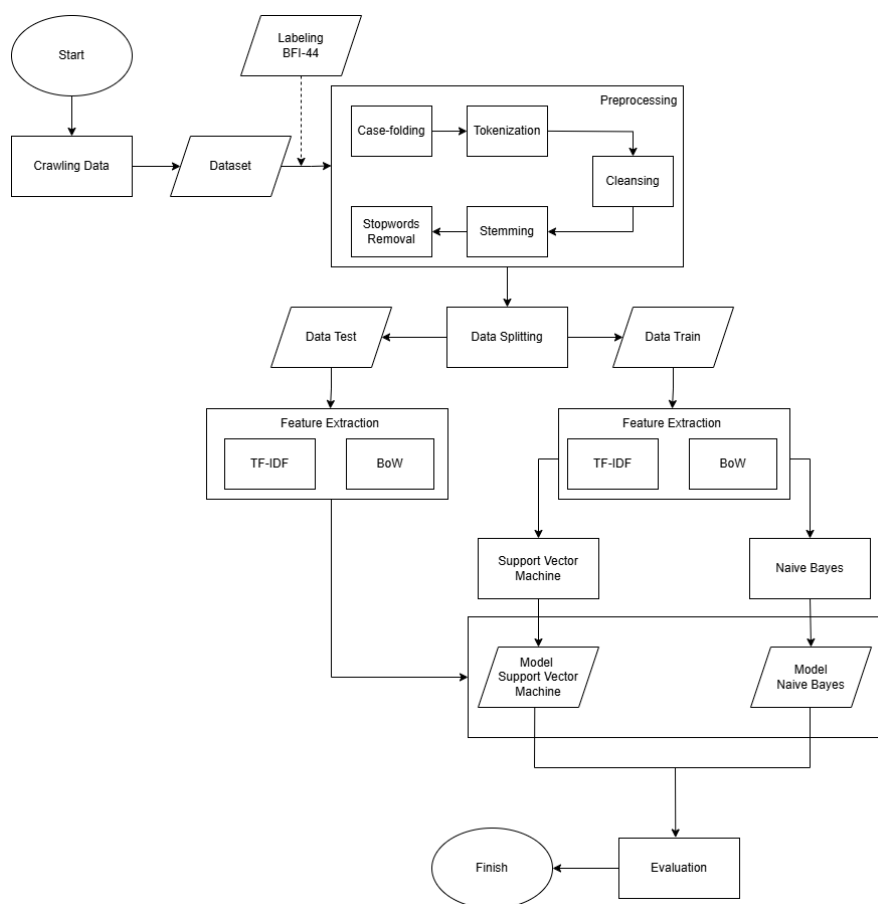 Start
Labeling
BFI-44
Preprocessing
Case-folding
Tokenization
Crawling Data
Dataset
Cleansing
Stopwords
Removal
Stemming
Data Test
Data Splitting
Data Train
Feature Extraction
TF-IDF
BoW
Feature Extraction
TF-IDF
BoW
Support Vector
Machine
Naive Bayes
Model
Support Vector
Machine
Model
Naive Bayes
Finish
Evaluation